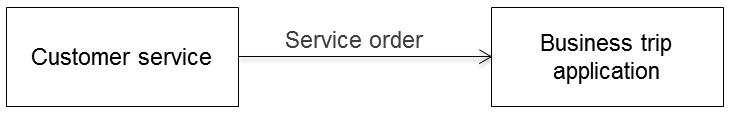 Customer service
Service order
Business trip
application